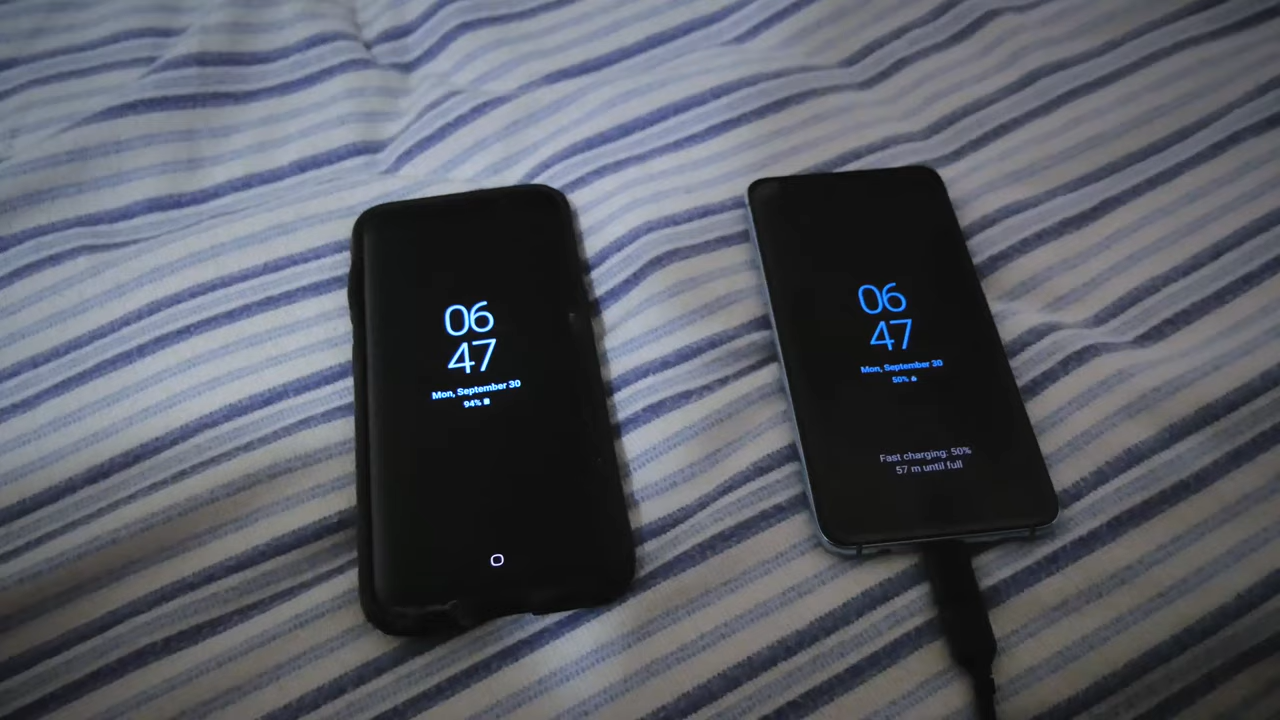 06
47
Mon, September 30
94%
06
47
Mon, September 30
50%
Fast charging: 50%
57 m until full